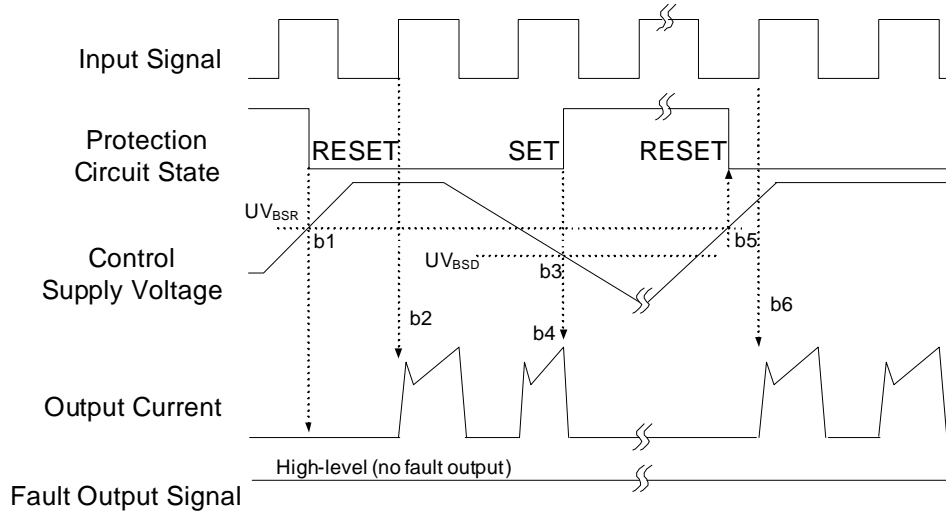 Input Signal
Protection
Circuit State
RESET
SET
RESET
UVBSR
b1
UVBSD
b3
b5
Control
Supply Voltage
b2
b4
b6
Output Current
High-level (no fault output)
Fault Output Signal